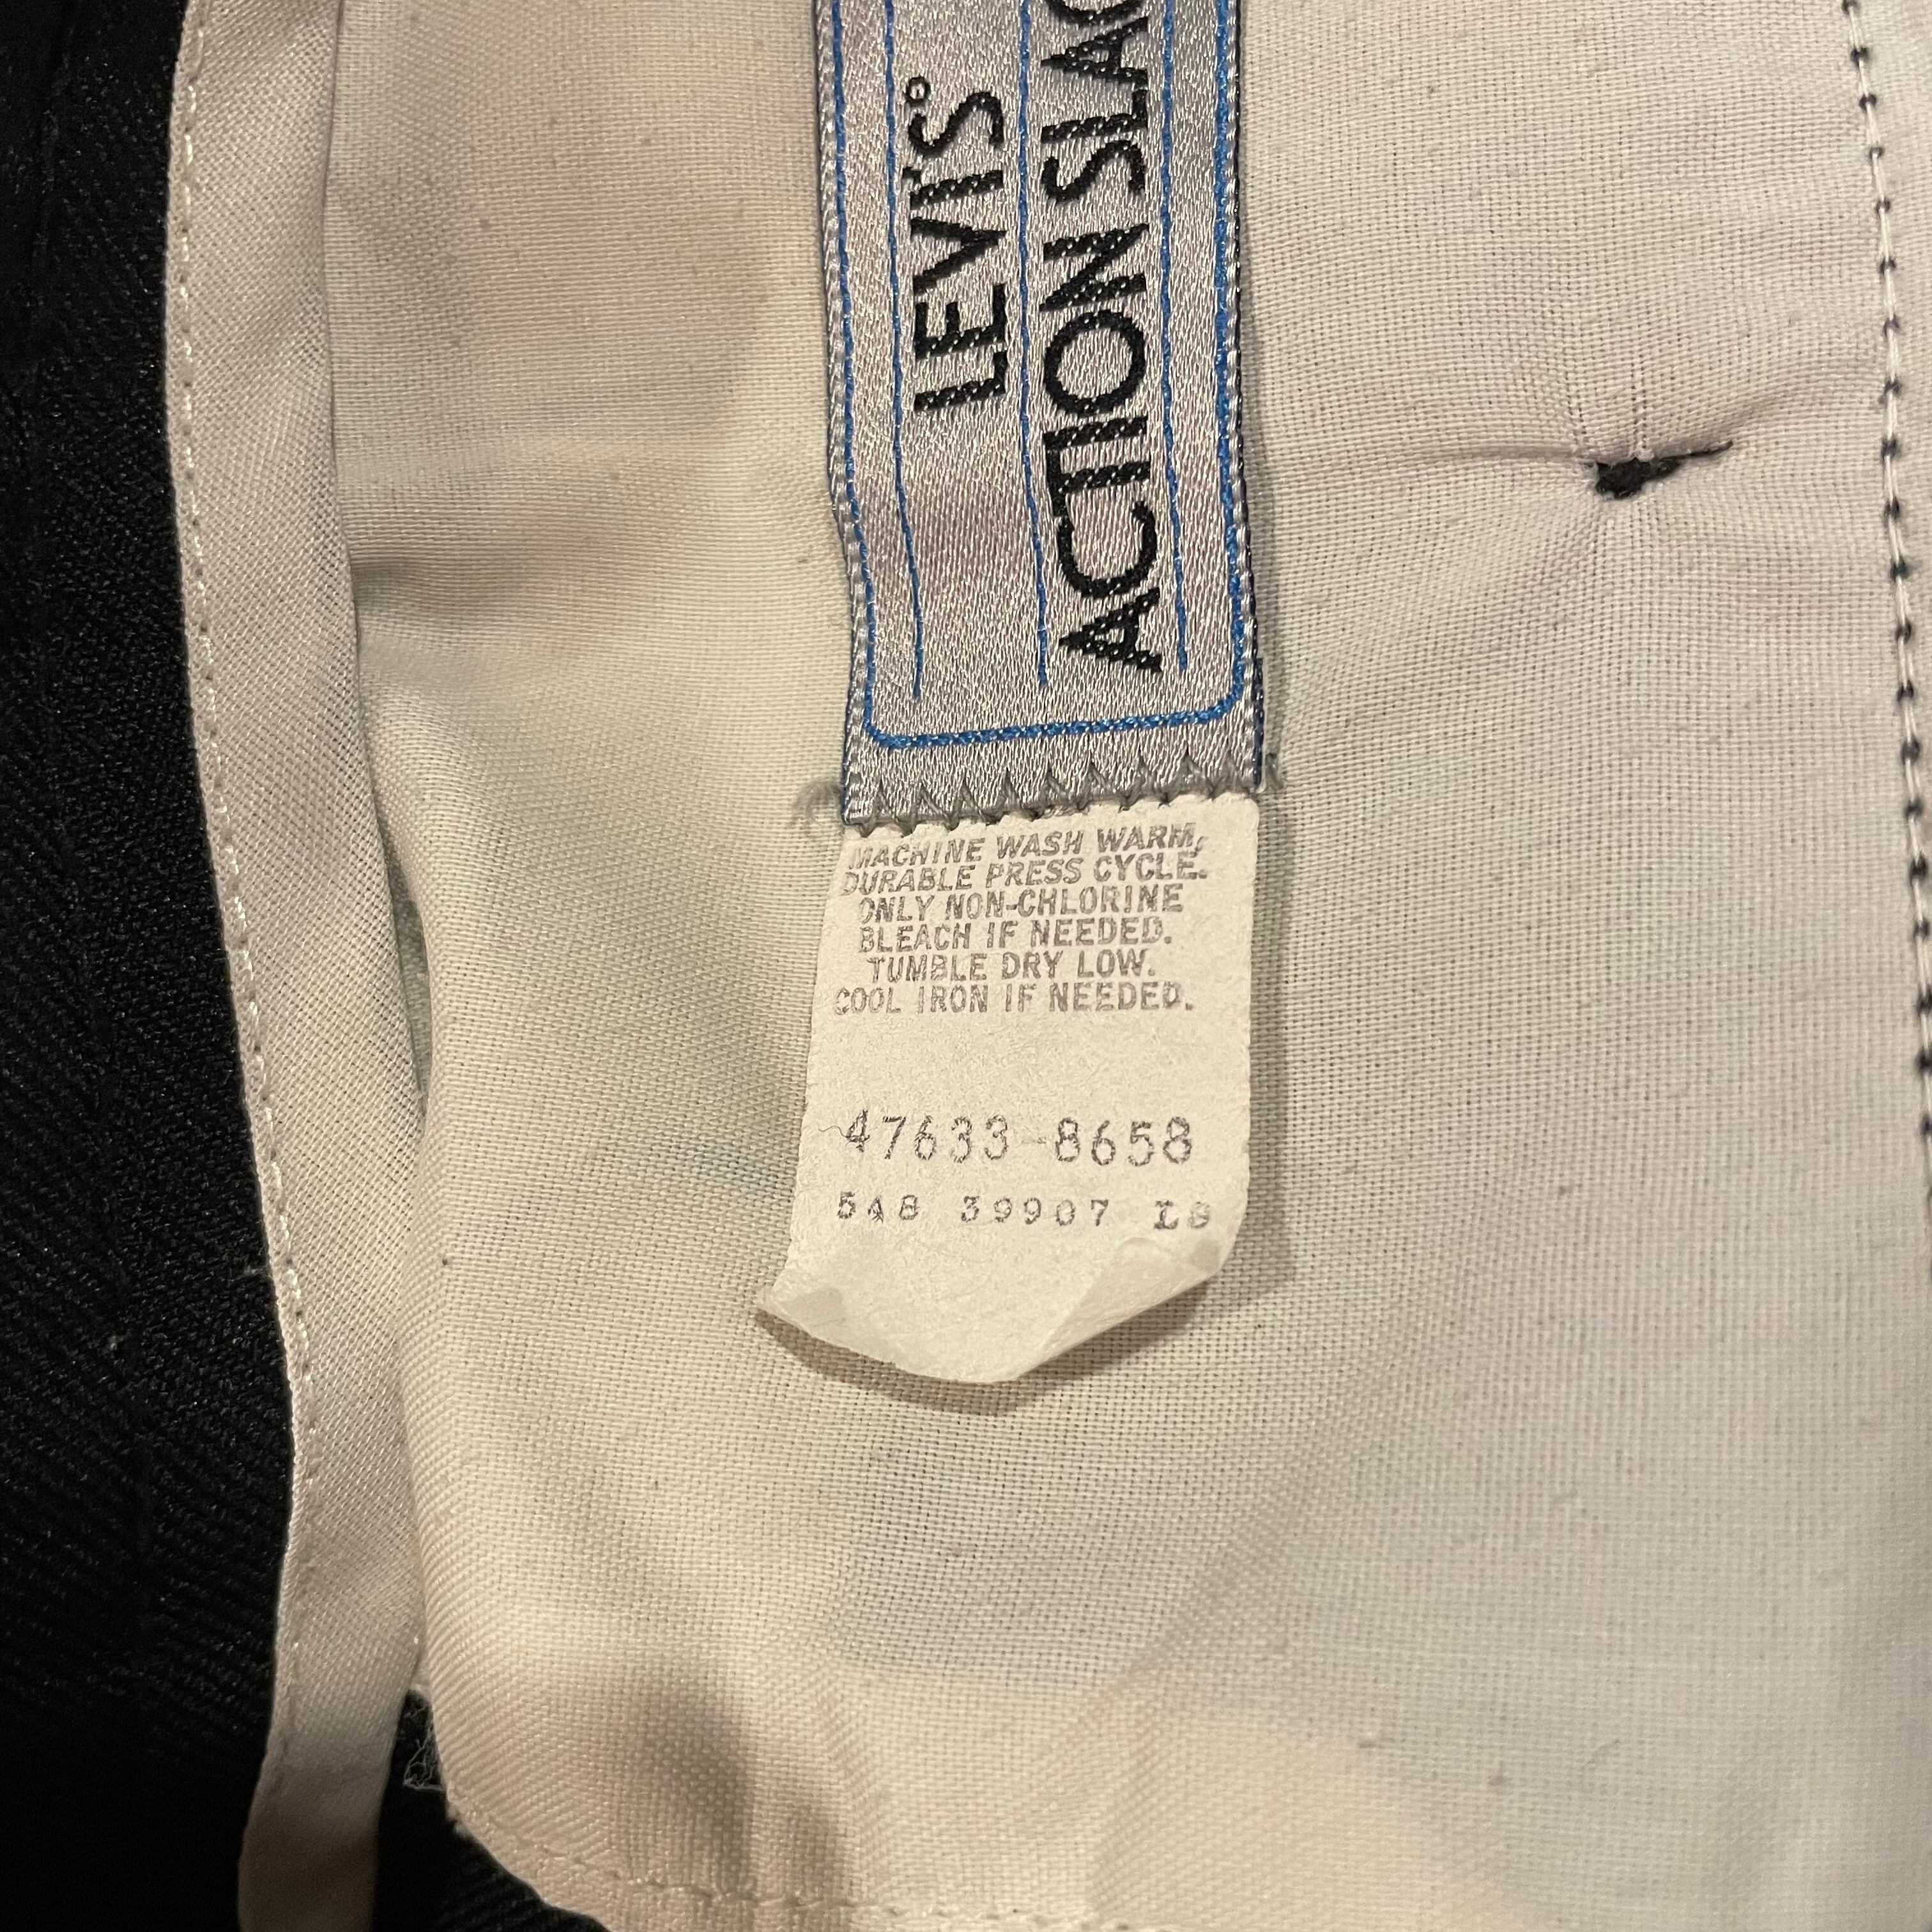 LEVI'S®
ACTION SLAC
MACHINE WASH WARM,
DURABLE PRESS CYCLE.
ONLY NON-CHLORINE
BLEACH IF NEEDED.
TUMBLE DRY LOW.
COOL IRON IF NEEDED.
47633-8658
548 39907